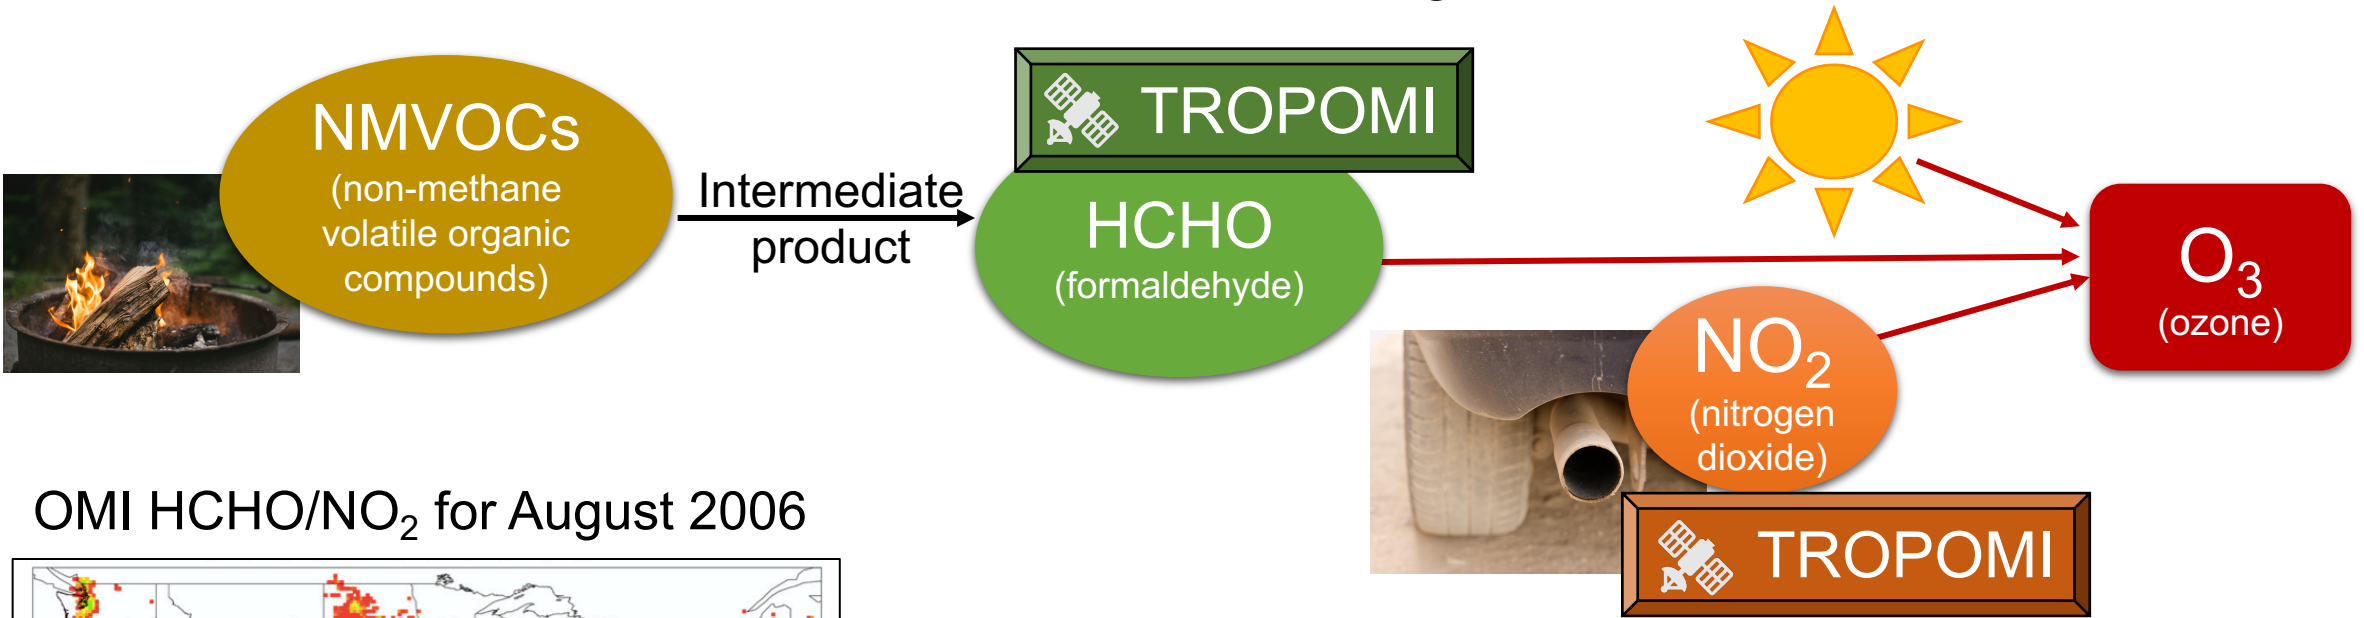 NMVOCs
(non-methane
volatile organic
compounds)
Intermediate
product
TROPOMI
HCHO
(formaldehyde)
NO₂
(nitrogen
dioxide)
TROPOMI
O₃
(ozone)
OMI HCHO/NO₂ for August 2006